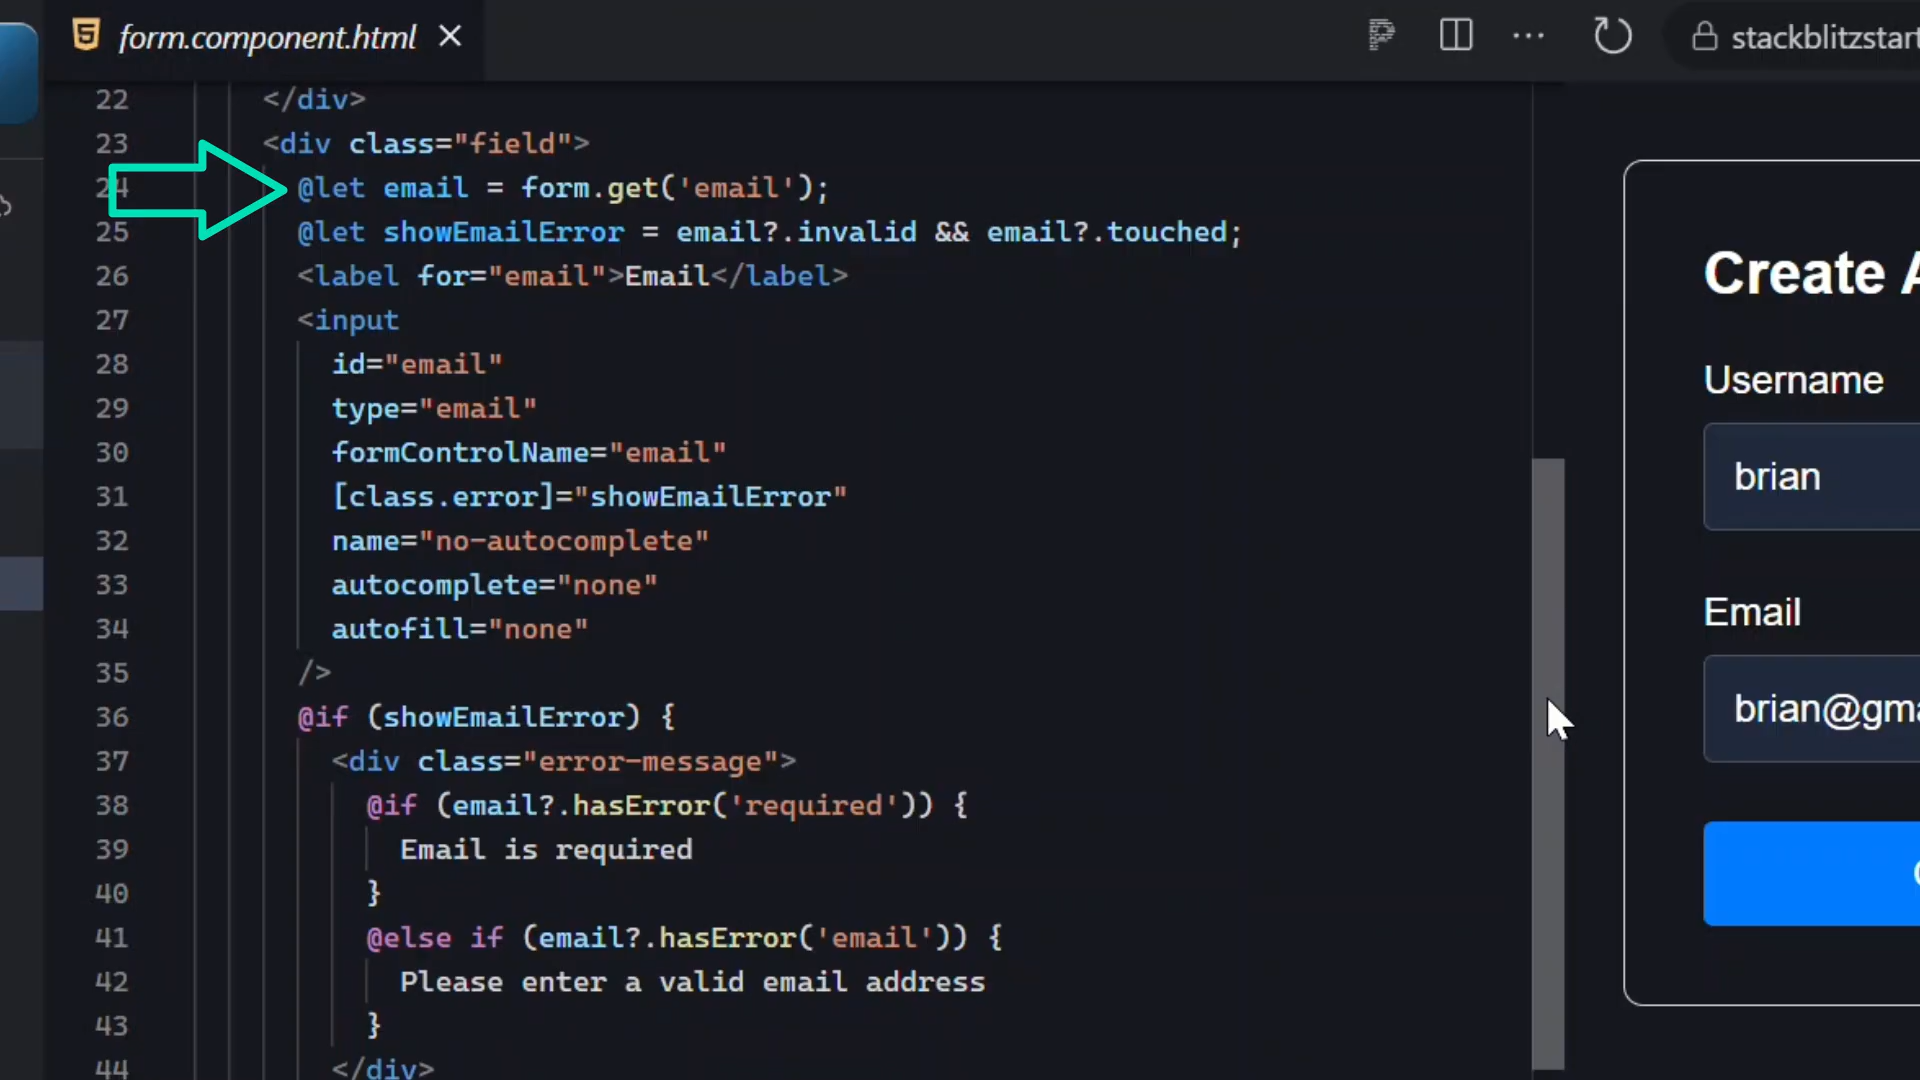 form.component.html
stackblitzstart
22 </div>
23 <div class="field">
24 @let email = form.get('email');
25 @let showEmailError = email?.invalid && email?.touched;
26 <label for="email">Email</label>
27 <input
28 id="email"
29 type="email"
30 formControlName="email"
31 [class.error]="showEmailError"
32 name="no-autocomplete"
33 autocomplete="none"
34 autofill="none"
35 />
36 @if (showEmailError) {
37 <div class="error-message">
38 @if (email?.hasError('required')) {
39 Email is required
40 }
41 @else if (email?.hasError('email')) {
42 Please enter a valid email address
43 }
44 </div>
Create A
Username
brian
Email
brian@gma